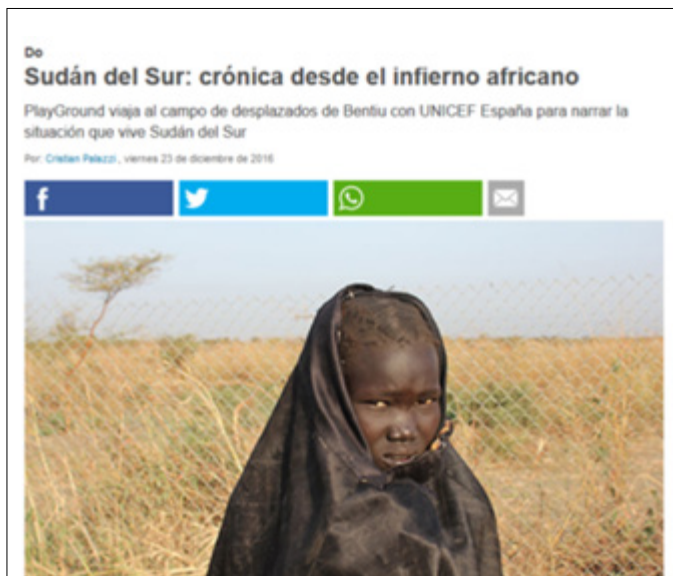 Do
Sudán del Sur: crónica desde el infierno africano
PlayGround viaja al campo de desplazados de Bentiu con UNICEF España para narrar la
situación que vive Sudán del Sur
Por: Cristian Palazzi , viernes 23 de diciembre de 2016